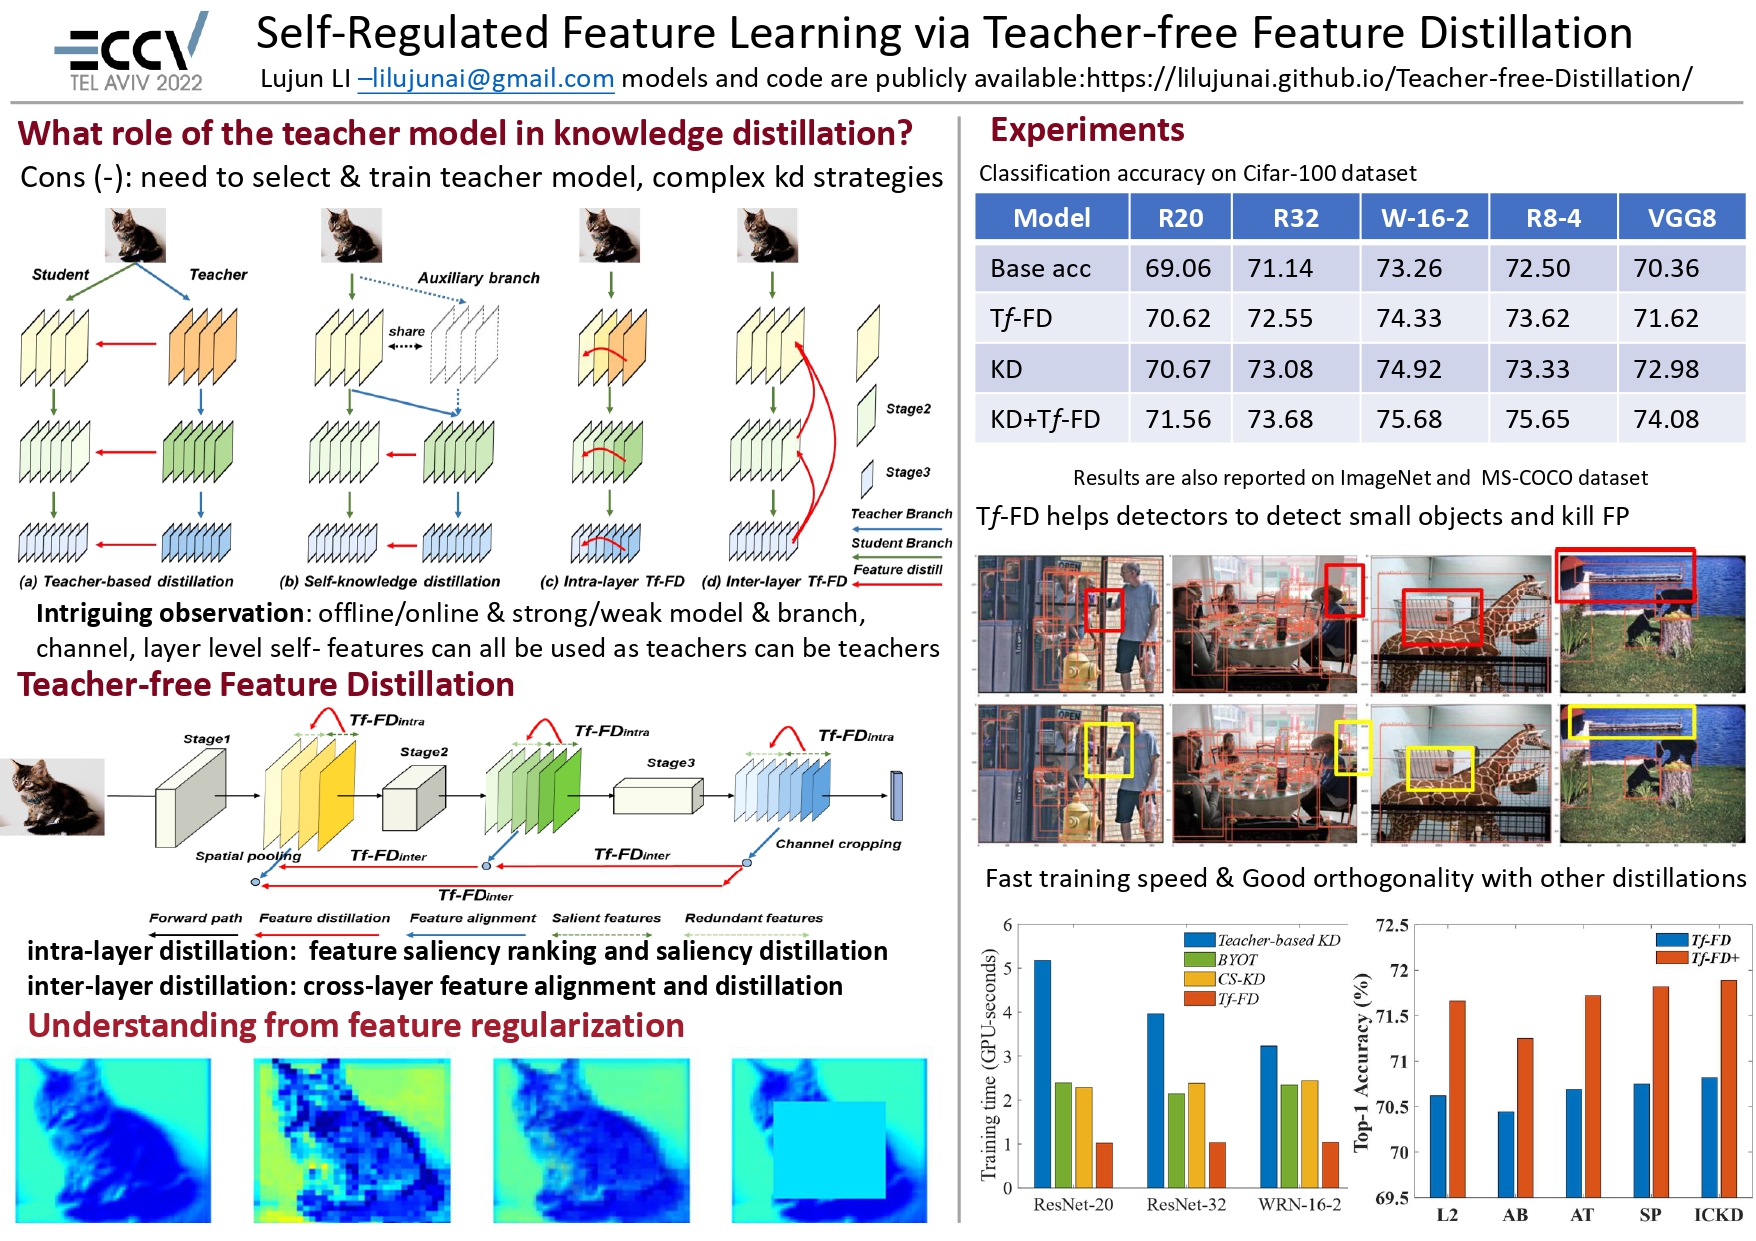 ECCV
TEL AVIV 2022
Self-Regulated Feature Learning via Teacher-free Feature Distillation
Lujun LI –lilujunai@gmail.com models and code are publicly available:https://lilujunai.github.io/Teacher-free-Distillation/
What role of the teacher model in knowledge distillation?
Cons (-): need to select & train teacher model, complex kd strategies
Student
Teacher
Auxiliary branch
share
Stage2
Stage3
Teacher Branch
Student Branch
Feature distill
(a) Teacher-based distillation
(b) Self-knowledge distillation
(c) Intra-layer Tf-FD
(d) Inter-layer Tf-FD
Intriguing observation: offline/online & strong/weak model & branch,
channel, layer level self- features can all be used as teachers can be teachers
Teacher-free Feature Distillation
Stage1
Tf-FDintra
Stage2
Tf-FDintra
Stage3
Tf-FDintra
Spatial pooling
Tf-FDinter
Tf-FDinter
Channel cropping
Tf-FDinter
Forward path
Feature distillation
Feature alignment
Salient features
Redundant features
intra-layer distillation: feature saliency ranking and saliency distillation
inter-layer distillation: cross-layer feature alignment and distillation
Understanding from feature regularization
Experiments
Classification accuracy on Cifar-100 dataset
Model R20 R32 W-16-2 R8-4 VGG8
Base acc 69.06 71.14 73.26 72.50 70.36
Tf-FD 70.62 72.55 74.33 73.62 71.62
KD 70.67 73.08 74.92 73.33 72.98
KD+Tf-FD 71.56 73.68 75.68 75.65 74.08
Results are also reported on ImageNet and MS-COCO dataset
Tf-FD helps detectors to detect small objects and kill FP
OPEN
OPEN
Fast training speed & Good orthogonality with other distillations
Training time (GPU-seconds)
6
5
4
3
2
1
0
Teacher-based KD
BYOT
CS-KD
Tf-FD
ResNet-20
ResNet-32
WRN-16-2
Top-1 Accuracy (%)
72.5
72
71.5
71
70.5
70
69.5
Tf-FD
Tf-FD+
L2
AB
AT
SP
ICKD